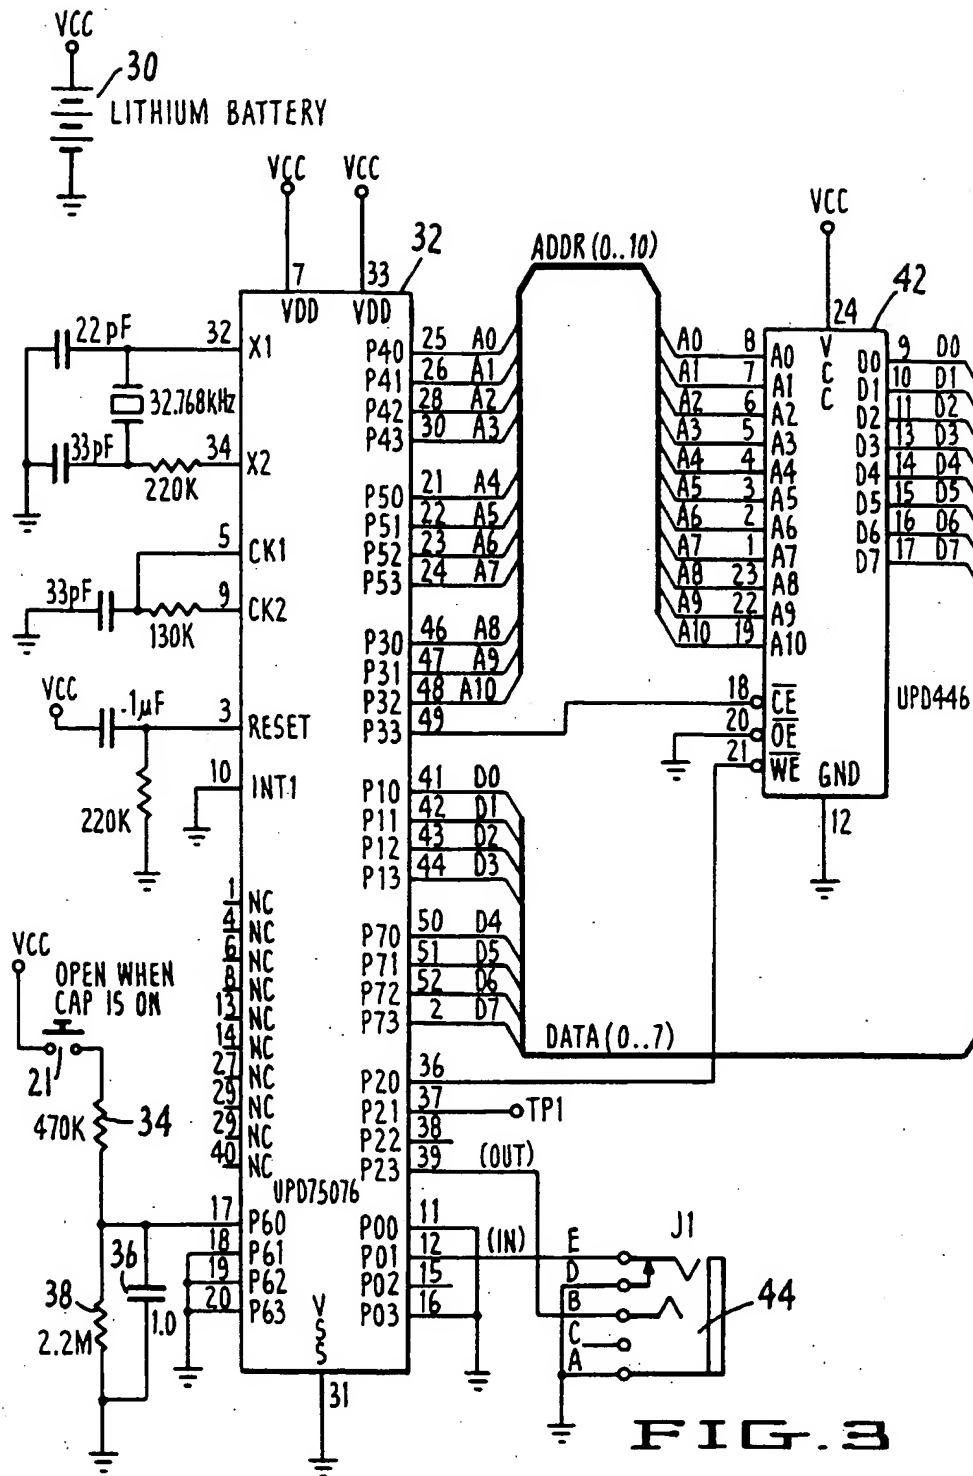 VCC
30
LITHIUM BATTERY
VCC
VCC
7
33
32
VDD
VDD
22pF
32
X1
32.768kHz
33pF
34
X2
220K
5
CK1
33pF
9
CK2
130K
VCC
.1µF
3
RESET
10
INT1
220K
1
NC
4
NC
6
NC
8
NC
13
NC
14
NC
27
NC
29
NC
29
NC
40
NC
VCC
OPEN WHEN
CAP IS ON
21
34
470K
UPD75076
17
P60
18
P61
19
P62
20
P63
36
1.0
38
2.2M
VSS
31
P40 25 A0
P41 26 A1
P42 28 A2
P43 30 A3
P50 21 A4
P51 22 A5
P52 23 A6
P53 24 A7
P30 46 A8
P31 47 A9
P32 48 A10
P33 49
P10 41 D0
P11 42 D1
P12 43 D2
P13 44 D3
P70 50 D4
P71 51 D5
P72 52 D6
P73 2 D7
P20 36
P21 37 TP1
P22 38
P23 39 (OUT)
P00 11
P01 12 (IN)
P02 15
P03 16
ADDR (0..10)
DATA (0..7)
VCC
24
42
VCC
A0 8 A0
A1 7 A1
A2 6 A2
A3 5 A3
A4 4 A4
A5 3 A5
A6 2 A6
A7 1 A7
A8 23 A8
A9 22 A9
A10 19 A10
18 CE
20 OE
21 WE
D0 9 D0
D1 10 D1
D2 11 D2
D3 13 D3
D4 14 D4
D5 15 D5
D6 16 D6
D7 17 D7
UPD446
GND
12
J1
E
D
B
C
A
44
FIG.3